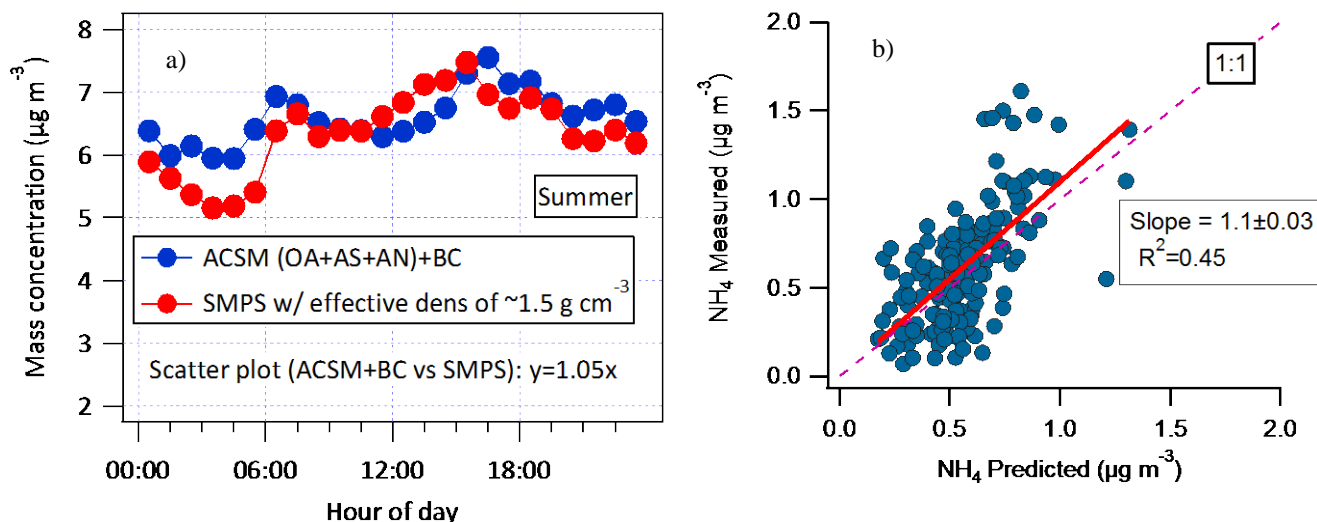 a)
8
7
6
5
4
3
2
Mass concentration (µg m⁻³)
Summer
ACSM (OA+AS+AN)+BC
SMPS w/ effective dens of ~1.5 g cm⁻³
Scatter plot (ACSM+BC vs SMPS): y=1.05x
00:00 06:00 12:00 18:00
Hour of day
b)
2.0
1.5
1.0
0.5
0.0
NH₄ Measured (µg m⁻³)
1:1
Slope = 1.1±0.03
R²=0.45
0.0 0.5 1.0 1.5 2.0
NH₄ Predicted (µg m⁻³)